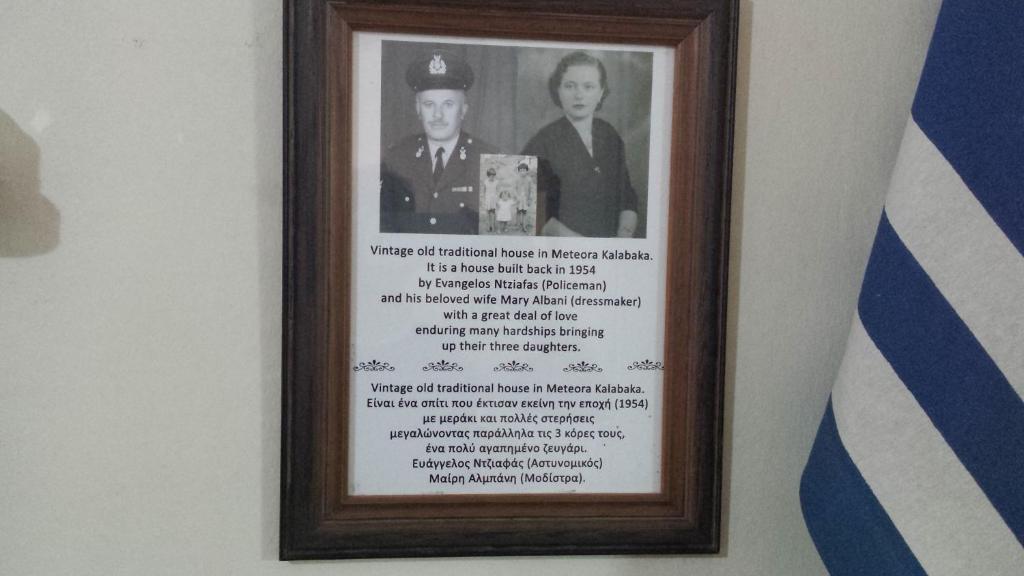 Vintage old traditional house in Meteora Kalabaka.
It is a house built back in 1954
by Evangelos Ntziafas (Policeman)
and his beloved wife Mary Albani (dressmaker)
with a great deal of love
enduring many hardships bringing
up their three daughters.
Vintage old traditional house in Meteora Kalabaka.
Είναι ένα σπίτι που έκτισαν εκείνη την εποχή (1954)
με μεράκι και πολλές στερήσεις
μεγαλώνοντας παράλληλα τις 3 κόρες τους,
ένα πολύ αγαπημένο ζευγάρι.
Ευάγγελος Ντζιαφάς (Αστυνομικός)
Μαίρη Αλμπάνη (Μοδίστρα).